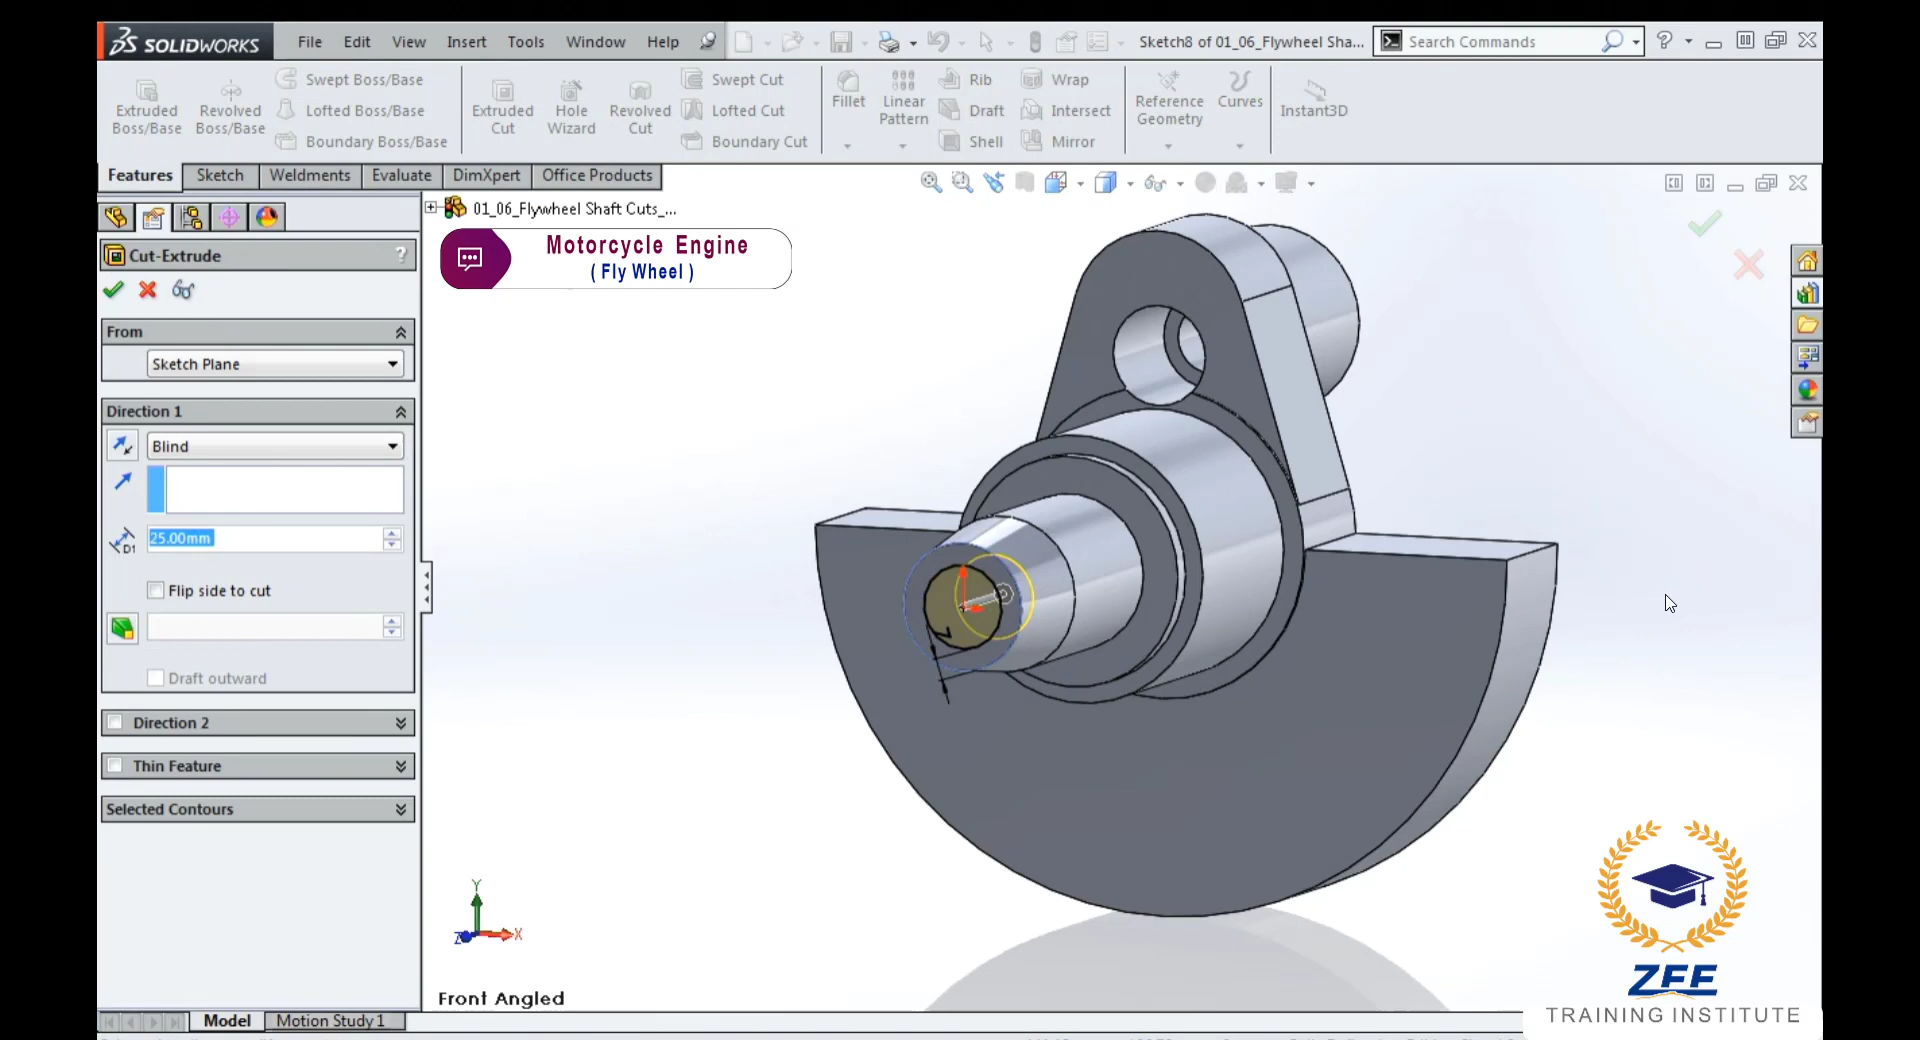 SOLIDWORKS File Edit View Insert Tools Window Help Sketch8 of 01_06_Flywheel Sha... Search Commands
Extruded Boss/Base
Revolved Boss/Base
Swept Boss/Base
Lofted Boss/Base
Boundary Boss/Base
Extruded Cut
Hole Wizard
Revolved Cut
Swept Cut
Lofted Cut
Boundary Cut
Fillet
Linear Pattern
Rib
Draft
Shell
Wrap
Intersect
Mirror
Reference Geometry
Curves
Instant3D
Features Sketch Weldments Evaluate DimXpert Office Products
01_06_Flywheel Shaft Cuts_...
Motorcycle Engine
( Fly Wheel )
Cut-Extrude ?
From
Sketch Plane
Direction 1
Blind
D1
25.00mm
Flip side to cut
Draft outward
Direction 2
Thin Feature
Selected Contours
7
Y
Z X
Front Angled
Model Motion Study 1
ZEE
TRAINING INSTITUTE